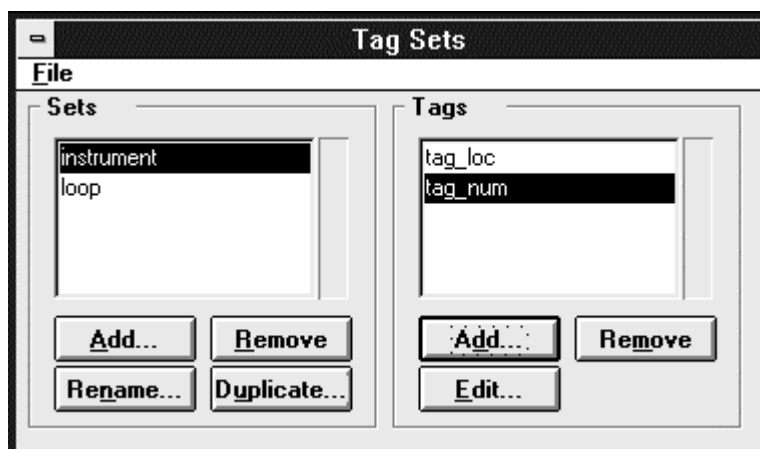 Tag Sets
File
Sets
instrument
loop
Add...
Remove
Rename...
Duplicate...
Tags
tag_loc
tag_num
Add...
Remove
Edit...